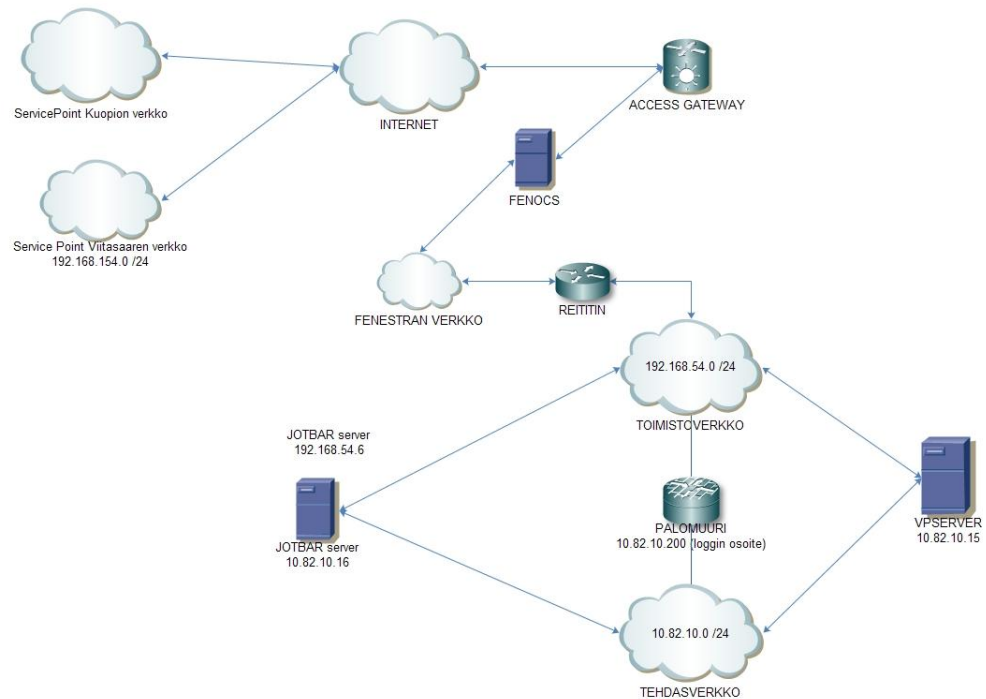 ServicePoint Kuopion verkko
INTERNET
ACCESS GATEWAY
FENOCS
Service Point Viitasaaren verkko
192.168.154.0 /24
FENESTRAN VERKKO
REITITIN
192.168.54.0 /24
TOIMISTOVERKKO
JOTBAR server
192.168.54.6
JOTBAR server
10.82.10.16
PALOMUURI
10.82.10.200 (loggin osoite)
VPSERVER
10.82.10.15
10.82.10.0 /24
TEHDASVERKKO